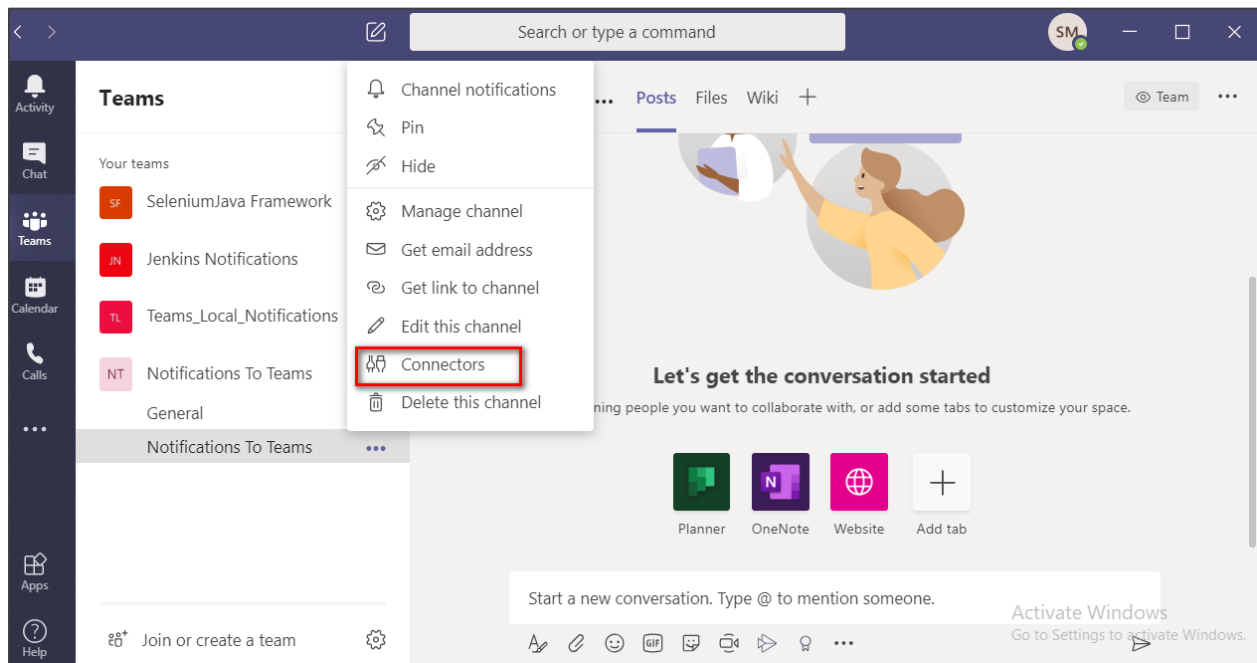 Search or type a command
SM
Activity
Chat
Teams
Calendar
Calls
Apps
Help
Teams
Your teams
SF SeleniumJava Framework
JN Jenkins Notifications
TL Teams_Local_Notifications
NT Notifications To Teams
General
Notifications To Teams
Join or create a team
Channel notifications
Pin
Hide
Manage channel
Get email address
Get link to channel
Edit this channel
Connectors
Delete this channel
Posts Files Wiki
Team
Let's get the conversation started
people you want to collaborate with, or add some tabs to customize your space.
N
Planner OneNote Website Add tab
Start a new conversation. Type @ to mention someone.
GIF
Activate Windows
Go to Settings to activate Windows.